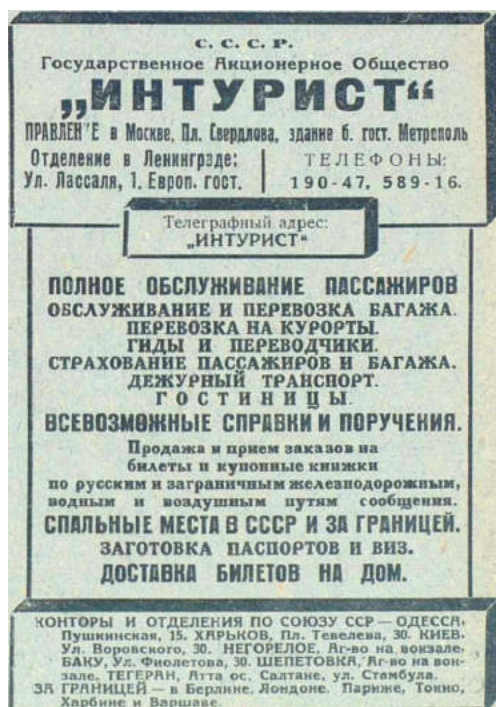 С. С. С. Р.
Государственное Акционерное Общество
„ИНТУРИСТ“
ПРАВЛЕНИЕ в Москве, Пл. Свердлова, здание б. гост. Метрополь
Отделение в Ленинграде:
Ул. Лассаля, 1. Европ. гост.
ТЕЛЕФОНЫ:
190-47, 589-16.
Телеграфный адрес:
„ИНТУРИСТ“
ПОЛНОЕ ОБСЛУЖИВАНИЕ ПАССАЖИРОВ
ОБСЛУЖИВАНИЕ И ПЕРЕВОЗКА БАГАЖА.
ПЕРЕВОЗКА НА КУРОРТЫ.
ГИДЫ И ПЕРЕВОДЧИКИ.
СТРАХОВАНИЕ ПАССАЖИРОВ И БАГАЖА.
ДЕЖУРНЫЙ ТРАНСПОРТ.
ГОСТИНИЦЫ.
ВСЕВОЗМОЖНЫЕ СПРАВКИ И ПОРУЧЕНИЯ.
Продажа и прием заказов на
билеты и купонные книжки
по русским и заграничным железнодорожным,
водным и воздушным путям сообщения.
СПАЛЬНЫЕ МЕСТА В СССР И ЗА ГРАНИЦЕЙ.
ЗАГОТОВКА ПАСПОРТОВ И ВИЗ.
ДОСТАВКА БИЛЕТОВ НА ДОМ.
КОНТОРЫ И ОТДЕЛЕНИЯ ПО СОЮЗУ ССР — ОДЕССА,
Пушкинская, 15. ХАРЬКОВ, Пл. Тевелева, 30. КИЕВ,
Ул. Воровского, 30. НЕГОРЕЛОЕ, Аг-во на вокзале.
БАКУ, Ул. Фиолетова, 30. ШЕПЕТОВКА, Аг-во на вок-
зале, ТЕГЕРАН, Атта ос. Салтане, ул. Стамбула.
ЗА ГРАНИЦЕЙ — в Берлине, Лондоне, Париже, Токио,
Харбине и Варшаве.